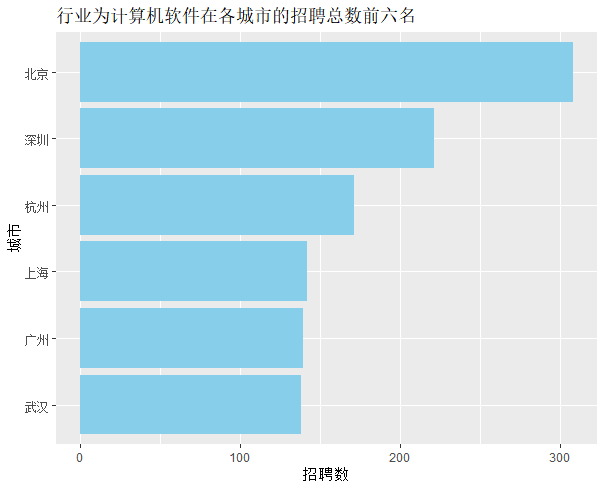 行业为计算机软件在各城市的招聘总数前六名
北京
深圳
杭州
上海
广州
武汉
城市
0 100 200 300
招聘数